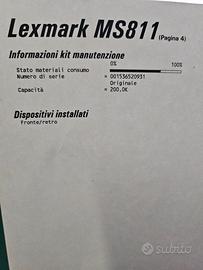 Lexmark MS811 (Pagina 4)
Informazioni kit manutenzione
0% 100%
Stato materiali consumo
Numero di serie = 001536520931
Originale
Capacità = 200,0K
Dispositivi installati
Fronte/retro
subito